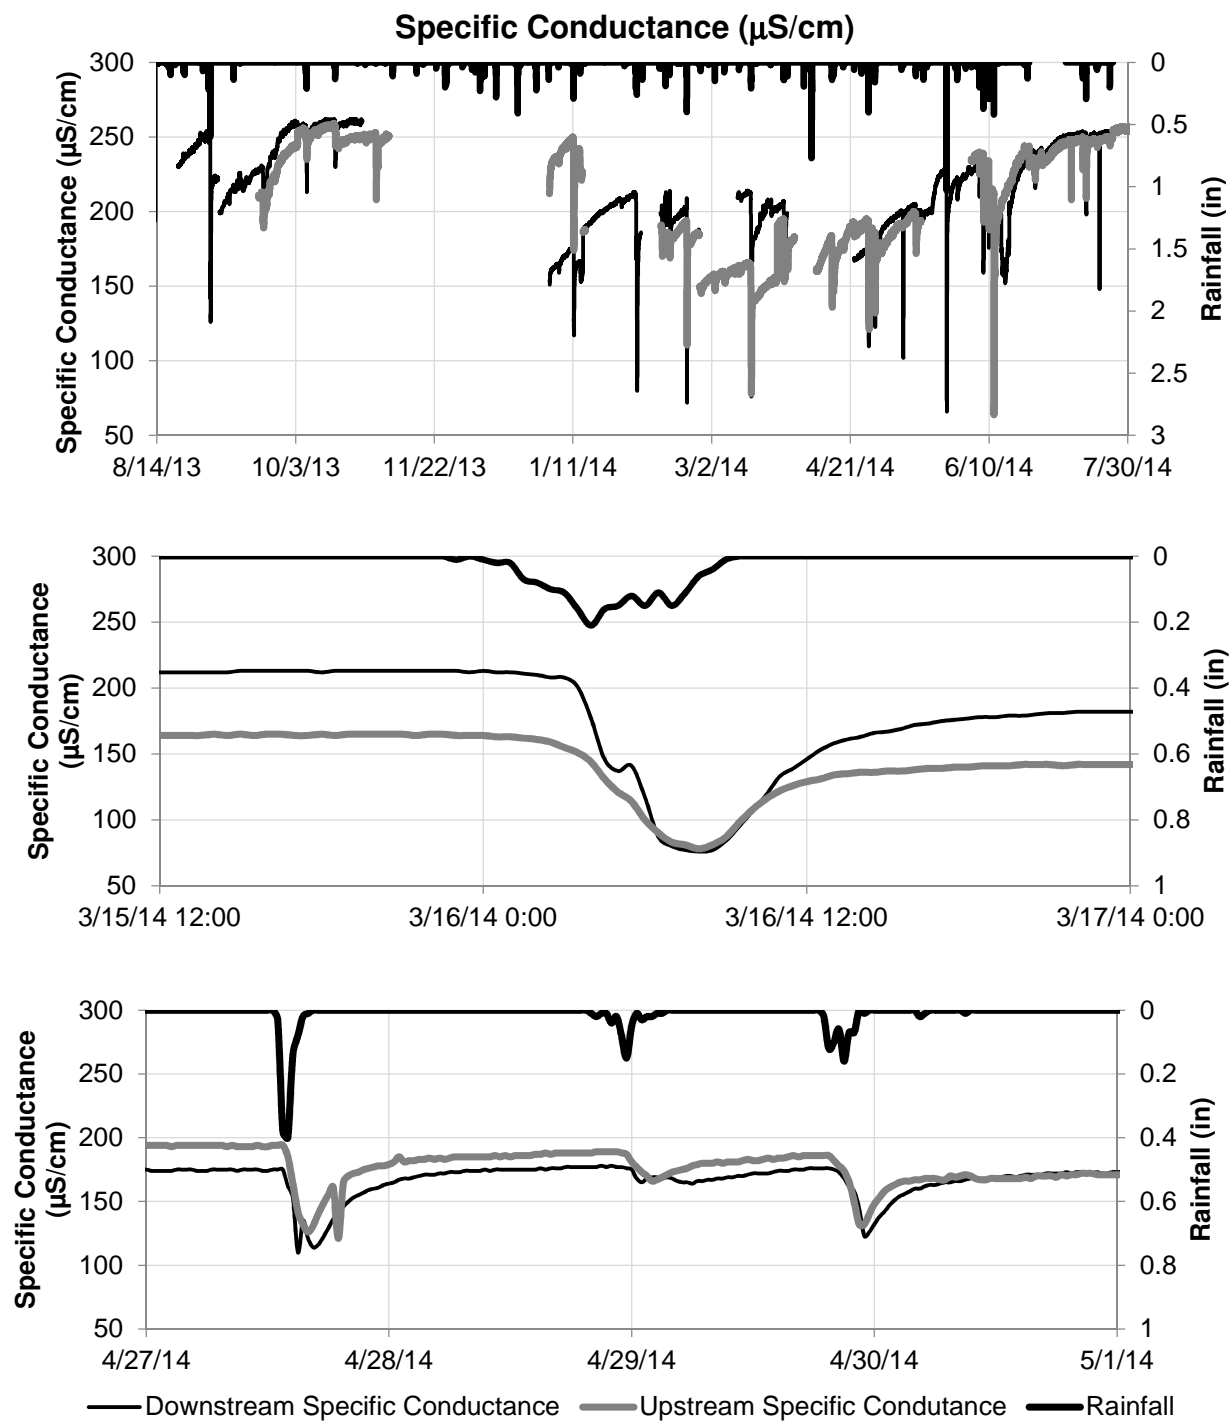 Specific Conductance (µS/cm)
300
250
200
150
100
50
Specific Conductance (µS/cm)
0
0.5
1
1.5
2
2.5
3
Rainfall (in)
8/14/13 10/3/13 11/22/13 1/11/14 3/2/14 4/21/14 6/10/14 7/30/14
300
250
200
150
100
50
Specific Conductance
(µS/cm)
0
0.2
0.4
0.6
0.8
1
Rainfall (in)
3/15/14 12:00 3/16/14 0:00 3/16/14 12:00 3/17/14 0:00
300
250
200
150
100
50
Specific Conductance
(µS/cm)
0
0.2
0.4
0.6
0.8
1
Rainfall (in)
4/27/14 4/28/14 4/29/14 4/30/14 5/1/14
Downstream Specific Conductance Upstream Specific Condutance Rainfall